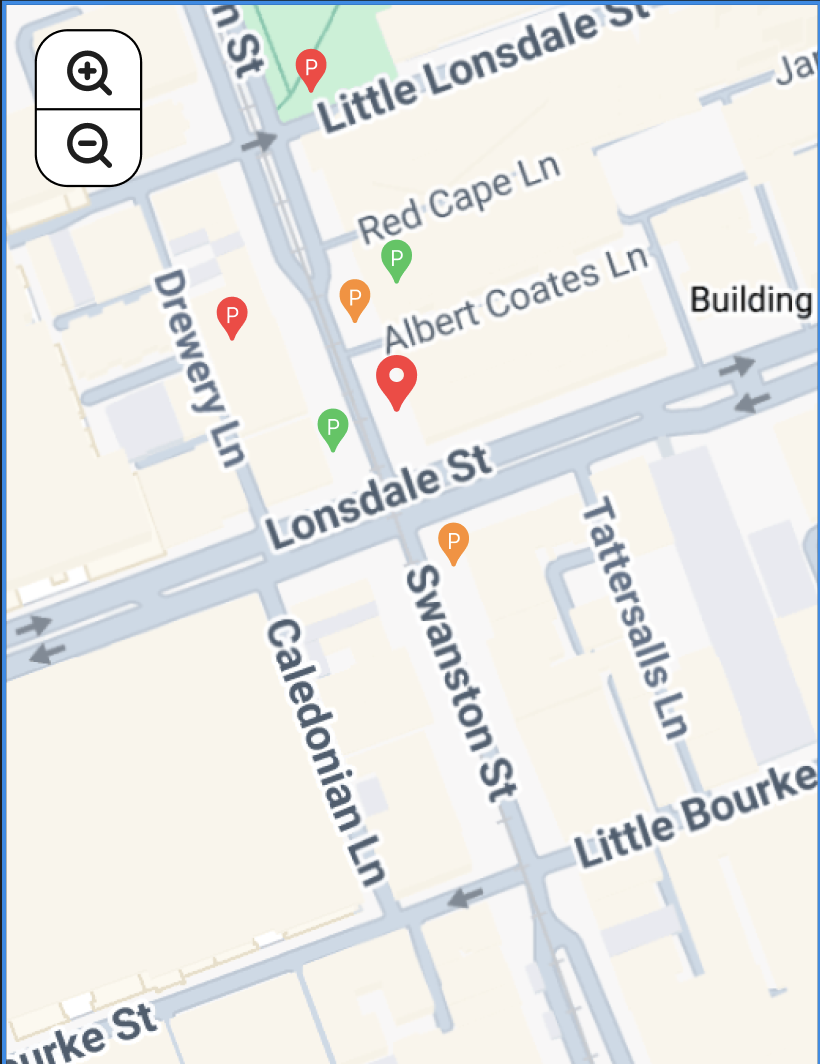 n St
P
Little Lonsdale St
Jar
Red Cape Ln
P
Albert Coates Ln
P
Building
Drewery Ln
P
P
Lonsdale St
P
Tattersalls Ln
Swanston St
Caledonian Ln
Little Bourke
urke St